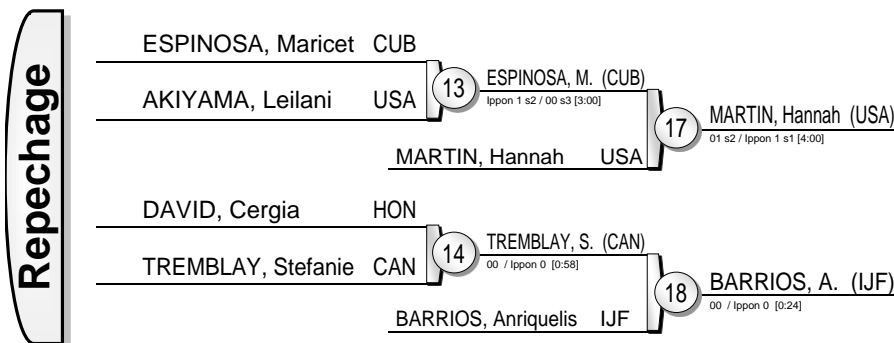 Repechage
ESPINOSA, Maricet CUB
AKIYAMA, Leilani USA
13
ESPINOSA, M. (CUB)
Ippon 1 s2 / 00 s3 [3:00]
MARTIN, Hannah USA
17
MARTIN, Hannah (USA)
01 s2 / Ippon 1 s1 [4:00]
DAVID, Cergia HON
TREMBLAY, Stefanie CAN
14
TREMBLAY, S. (CAN)
00 / Ippon 0 [0:58]
BARRIOS, Anriquelis IJF
18
BARRIOS, A. (IJF)
00 / Ippon 0 [0:24]